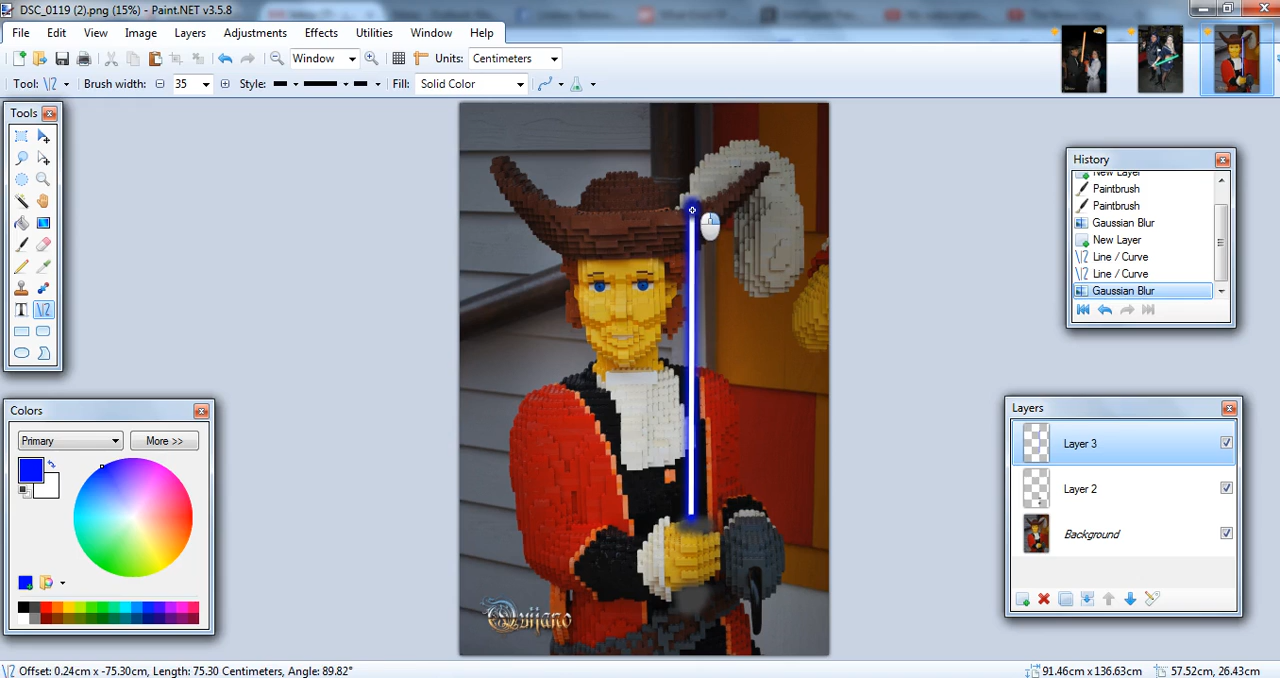 DSC_0119 (2).png (15%) - Paint.NET v3.5.8
File Edit View Image Layers Adjustments Effects Utilities Window Help
Window Units: Centimeters
Tool: Brush width: 35 Style: Fill: Solid Color
Tools
History
New Layer
Paintbrush
Paintbrush
Gaussian Blur
New Layer
Line / Curve
Line / Curve
Gaussian Blur
Colors
Primary More >>
Layers
Layer 3
Layer 2
Background
Quijano
Offset: 0.24cm x -75.30cm, Length: 75.30 Centimeters, Angle: 89.82° 91.46cm x 136.63cm 57.52cm, 26.43cm